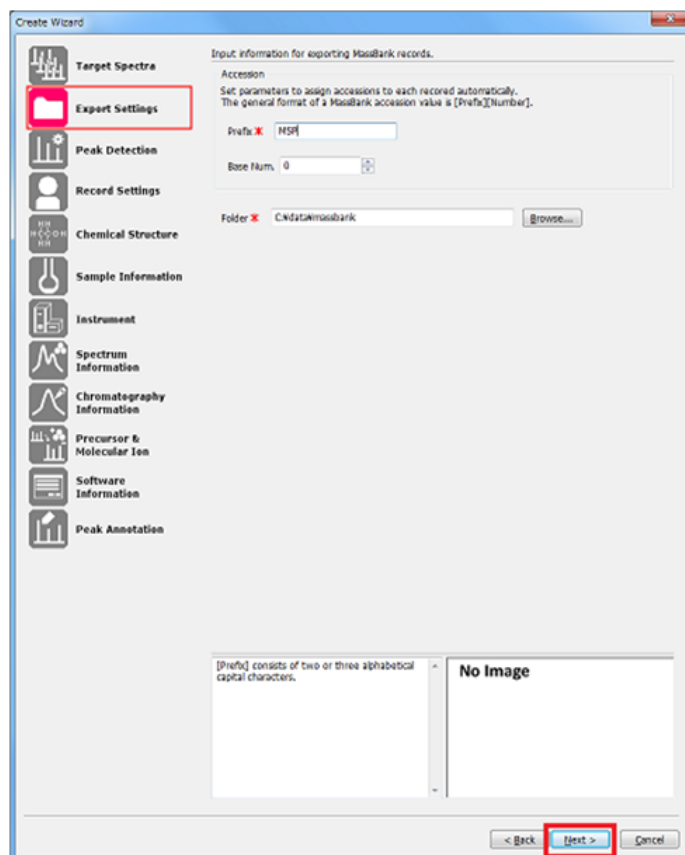 Create Wizard
Target Spectra
Export Settings
Peak Detection
Record Settings
HH
HCCOH
HH
Chemical Structure
Sample Information
Instrument
Spectrum
Information
Chromatography
Information
Precursor &
Molecular Ion
Software
Information
Peak Annotation
Input information for exporting MassBank records.
Accession
Set parameters to assign accessions to each recored automatically.
The general format of a MassBank accession value is [Prefix][Number].
Prefix ✖ MSP
Base Num. 0
Folder ✖ C:¥data¥massbank Browse...
[Prefix] consists of two or three alphabetical
capital characters.
No Image
< Back Next > Cancel